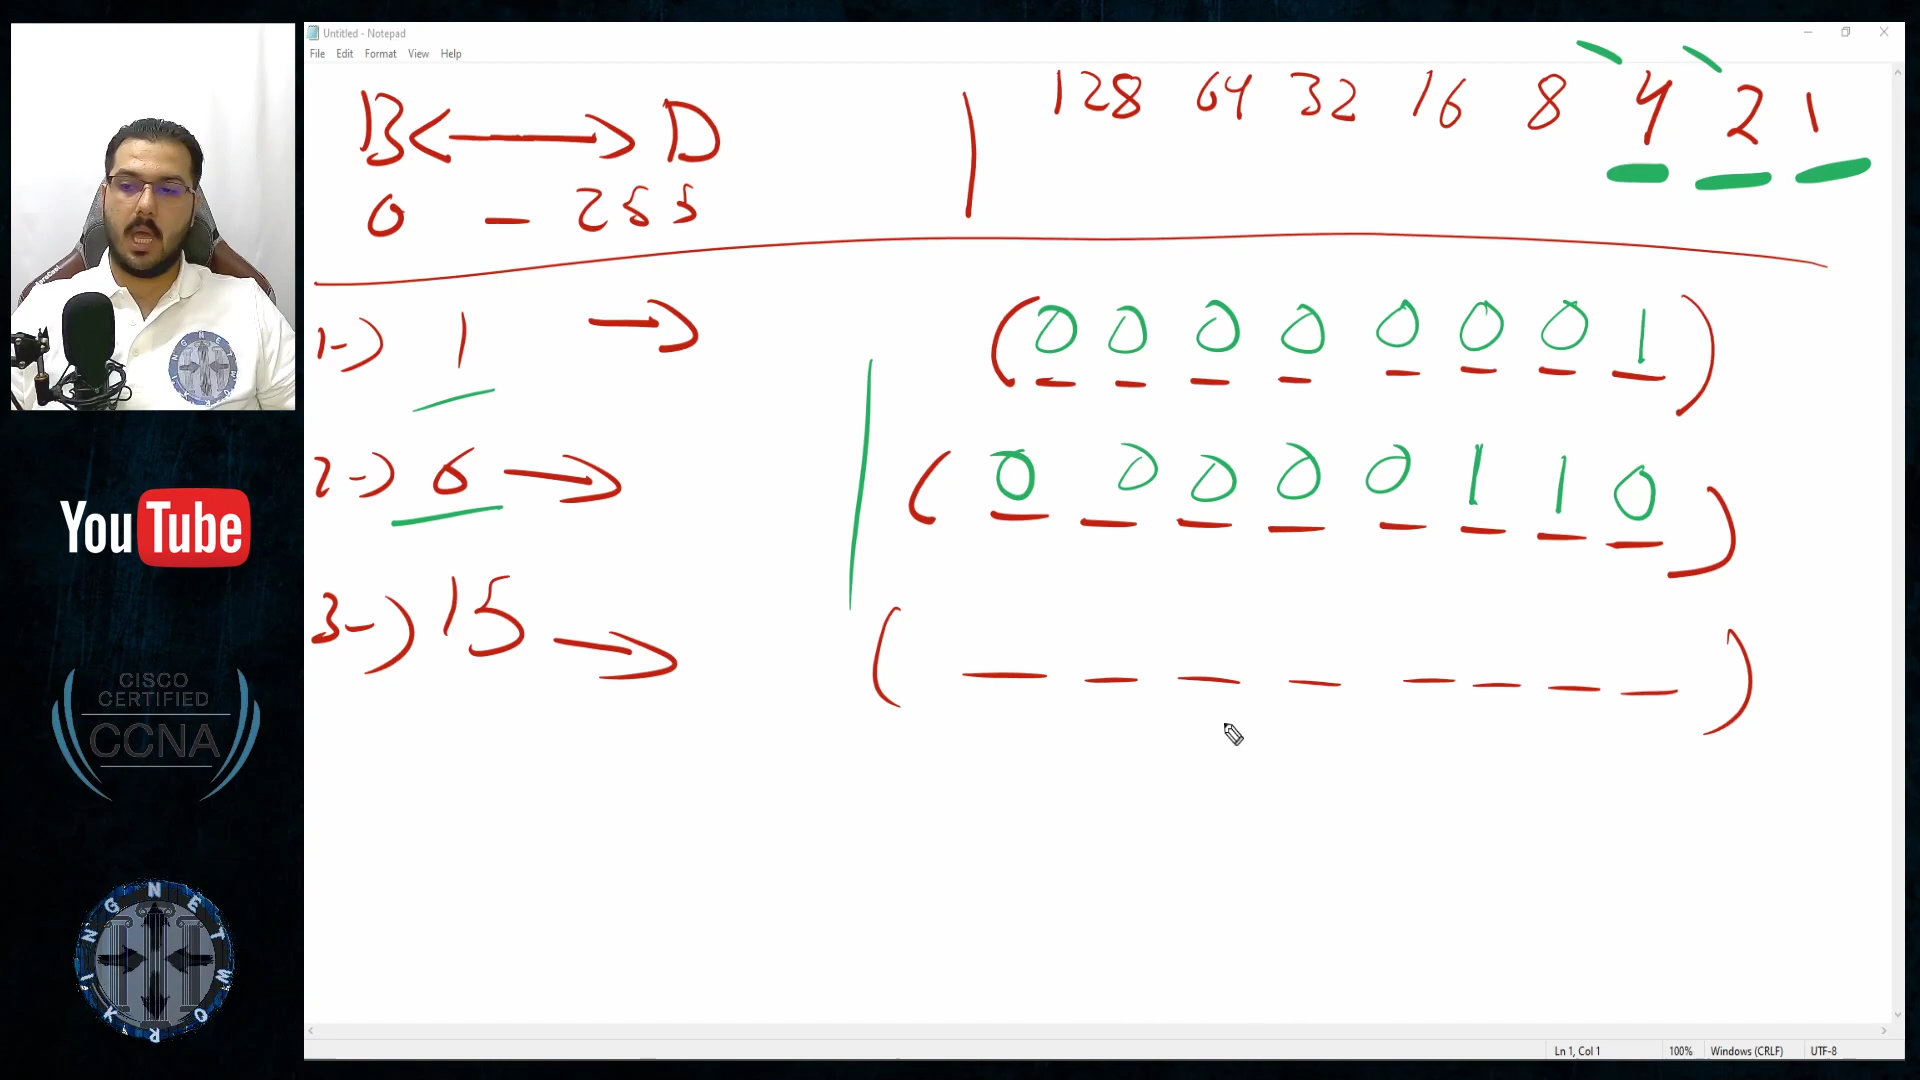 Untitled - Notepad
File Edit Format View Help
128 64 32 16 8 4 2 1
B <-> D
0 - 255
1-) 1 → (0 0 0 0 0 0 0 1)
2-) 6 → (0 0 0 0 0 1 1 0)
3-) 15 → (_ _ _ _ _ _ _ _)
YouTube
CISCO
CERTIFIED
CCNA
NETWORKING
Ln 1, Col 1 100% Windows (CRLF) UTF-8